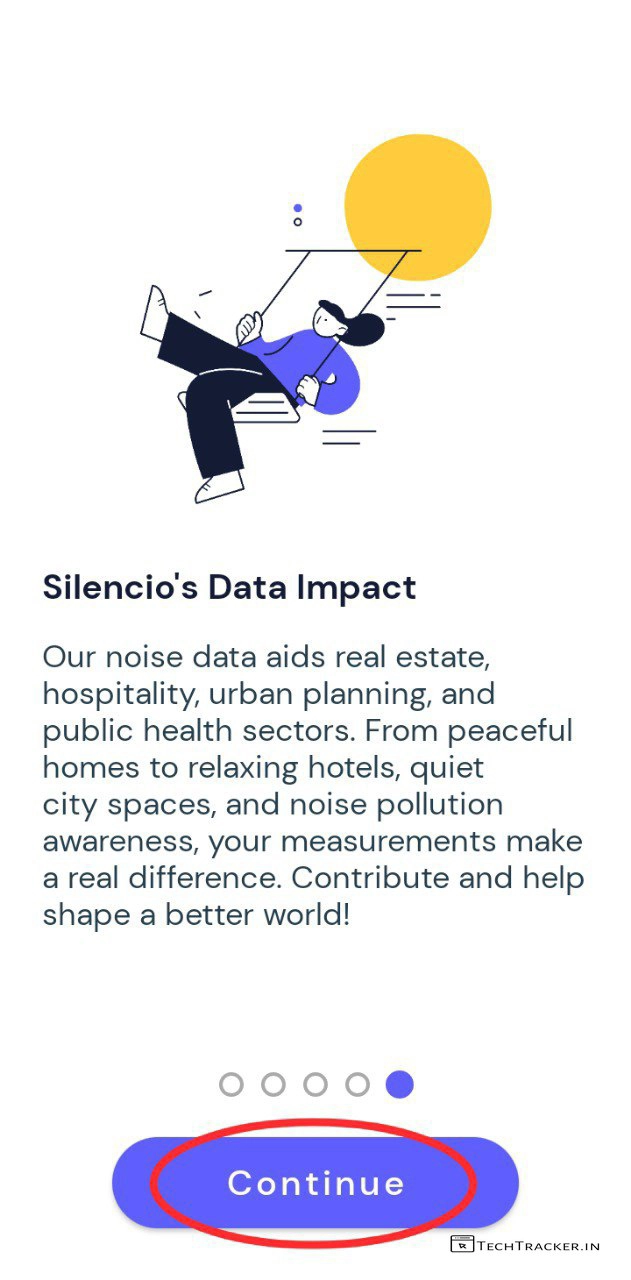 Silencio's Data Impact
Our noise data aids real estate,
hospitality, urban planning, and
public health sectors. From peaceful
homes to relaxing hotels, quiet
city spaces, and noise pollution
awareness, your measurements make
a real difference. Contribute and help
shape a better world!
Continue
TECHTRACKER.IN